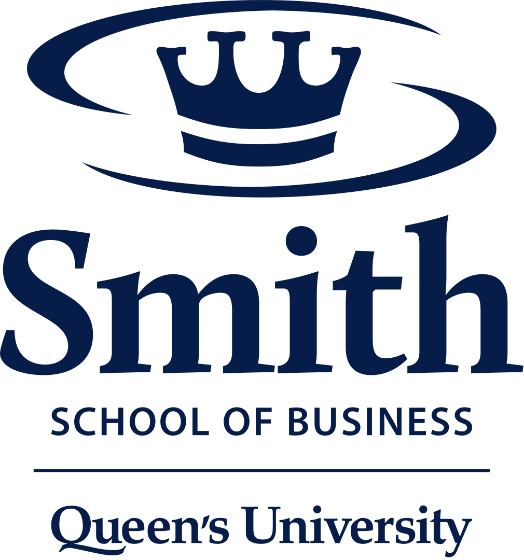 Smith
SCHOOL OF BUSINESS
Queen's University